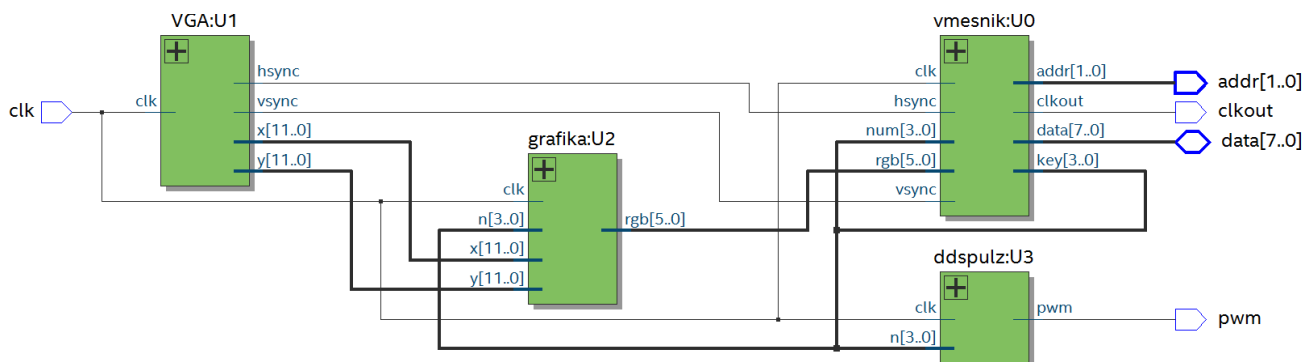 VGA:U1
vmesnik:U0
clk
clk
hsync
vsync
x[11..0]
y[11..0]
grafika:U2
clk
n[3..0]
x[11..0]
y[11..0]
rgb[5..0]
clk
hsync
num[3..0]
rgb[5..0]
vsync
addr[1..0]
clkout
data[7..0]
key[3..0]
addr[1..0]
clkout
data[7..0]
ddspulz:U3
clk
n[3..0]
pwm
pwm